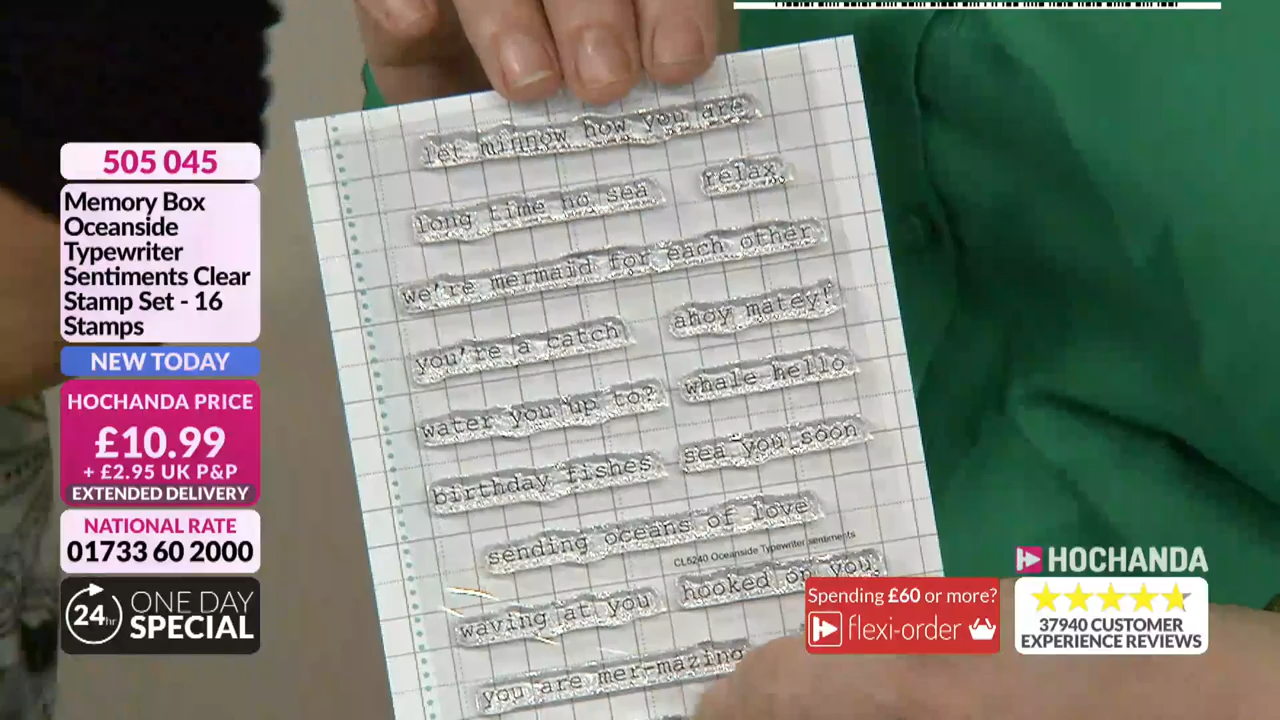 505 045
Memory Box
Oceanside
Typewriter
Sentiments Clear
Stamp Set - 16
Stamps
NEW TODAY
HOCHANDA PRICE
£10.99
+ £2.95 UK P&P
EXTENDED DELIVERY
NATIONAL RATE
01733 60 2000
24hr
ONE DAY
SPECIAL
let minnow how you are
long time no sea
relax.
we're mermaid for each other
you're a catch
ahoy matey!
water you up to?
whale hello
birthday fishes
sea you soon
sending oceans of love
CL5240 Oceanside Typewriter sentiments
waving at you
hooked on you.
you are mer-mazing
HOCHANDA
Spending £60 or more?
flexi-order
37940 CUSTOMER
EXPERIENCE REVIEWS